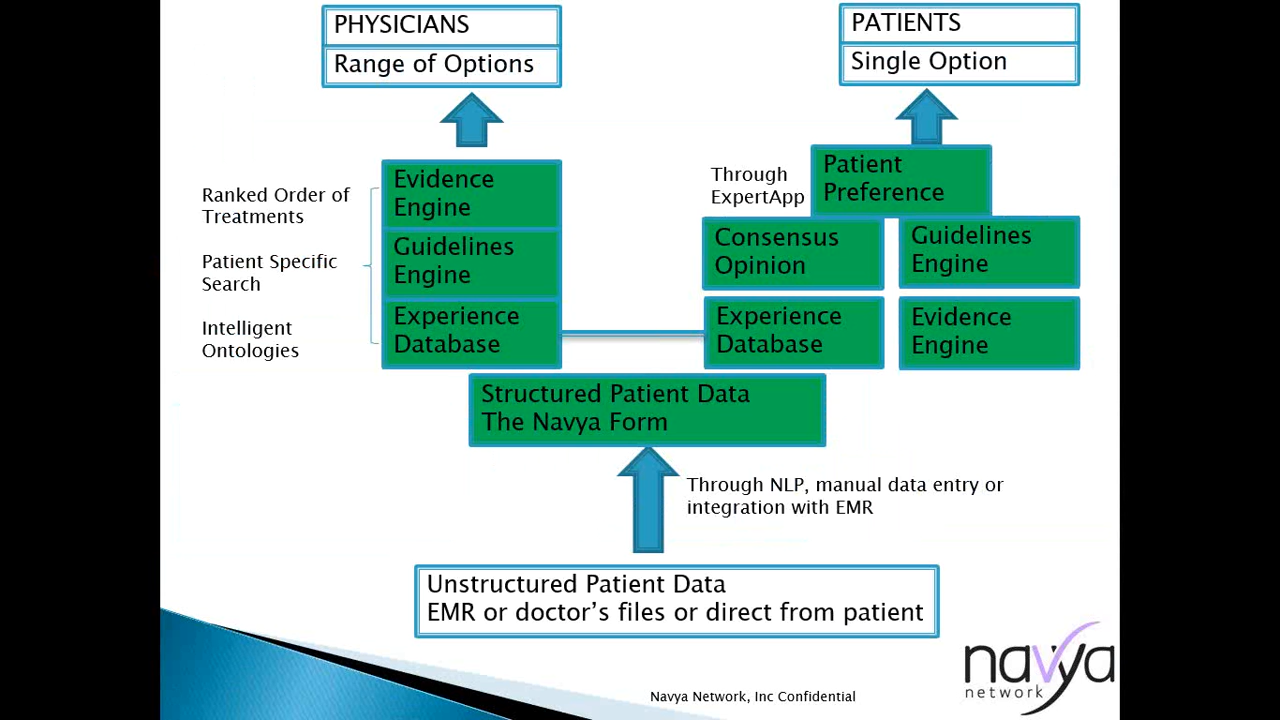 PHYSICIANS
Range of Options
PATIENTS
Single Option
Ranked Order of
Treatments
Patient Specific
Search
Intelligent
Ontologies
Evidence
Engine
Guidelines
Engine
Experience
Database
Through
ExpertApp
Patient
Preference
Consensus
Opinion
Guidelines
Engine
Experience
Database
Evidence
Engine
Structured Patient Data
The Navya Form
Through NLP, manual data entry or
integration with EMR
Unstructured Patient Data
EMR or doctor's files or direct from patient
navya
network
Navya Network, Inc Confidential